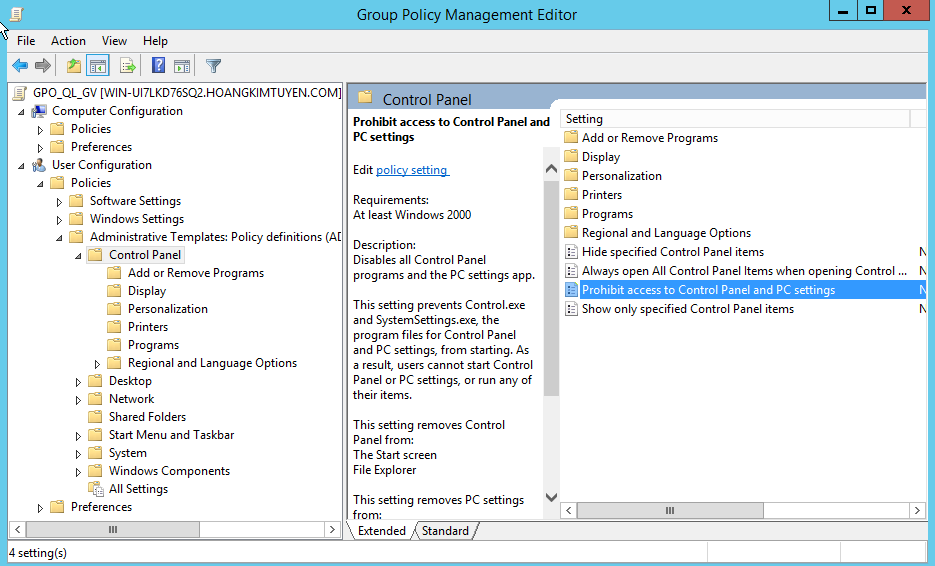 Group Policy Management Editor
File Action View Help
GPO_QL_GV [WIN-UI7LKD76SQ2.HOANGKIMTUYEN.COM]
Computer Configuration
Policies
Preferences
User Configuration
Policies
Software Settings
Windows Settings
Administrative Templates: Policy definitions (AD
Control Panel
Add or Remove Programs
Display
Personalization
Printers
Programs
Regional and Language Options
Desktop
Network
Shared Folders
Start Menu and Taskbar
System
Windows Components
All Settings
Preferences
Control Panel
Prohibit access to Control Panel and
PC settings
Edit policy setting
Requirements:
At least Windows 2000
Description:
Disables all Control Panel
programs and the PC settings app.
This setting prevents Control.exe
and SystemSettings.exe, the
program files for Control Panel
and PC settings, from starting. As
a result, users cannot start Control
Panel or PC settings, or run any of
their items.
This setting removes Control
Panel from:
The Start screen
File Explorer
This setting removes PC settings
from:
Setting
Add or Remove Programs
Display
Personalization
Printers
Programs
Regional and Language Options
Hide specified Control Panel items N
Always open All Control Panel Items when opening Control ... N
Prohibit access to Control Panel and PC settings N
Show only specified Control Panel items N
Extended Standard
4 setting(s)